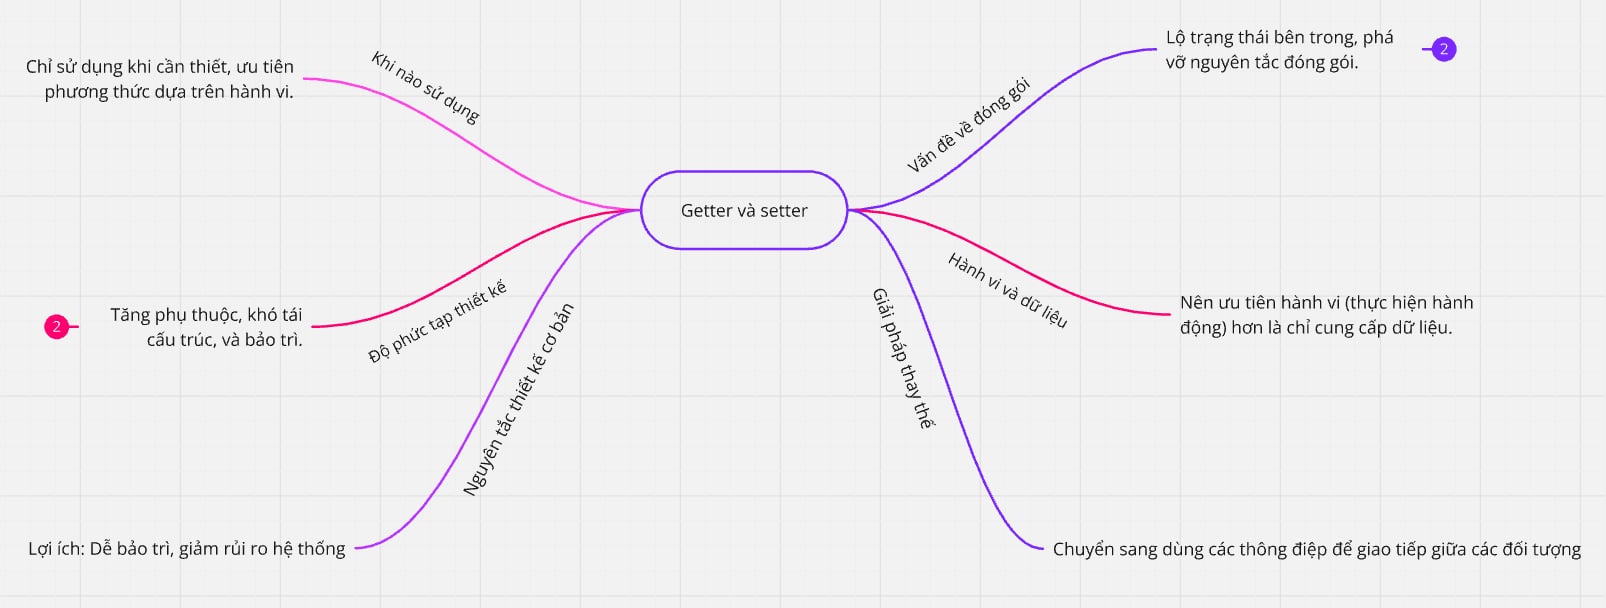 Getter và setter
Khi nào sử dụng
Chỉ sử dụng khi cần thiết, ưu tiên
phương thức dựa trên hành vi.
Độ phức tạp thiết kế
Tăng phụ thuộc, khó tái
cấu trúc, và bảo trì.
2
Nguyên tắc thiết kế cơ bản
Lợi ích: Dễ bảo trì, giảm rủi ro hệ thống
Vấn đề về đóng gói
Lộ trạng thái bên trong, phá
vỡ nguyên tắc đóng gói.
2
Hành vi và dữ liệu
Nên ưu tiên hành vi (thực hiện hành
động) hơn là chỉ cung cấp dữ liệu.
Giải pháp thay thế
Chuyển sang dùng các thông điệp để giao tiếp giữa các đối tượng